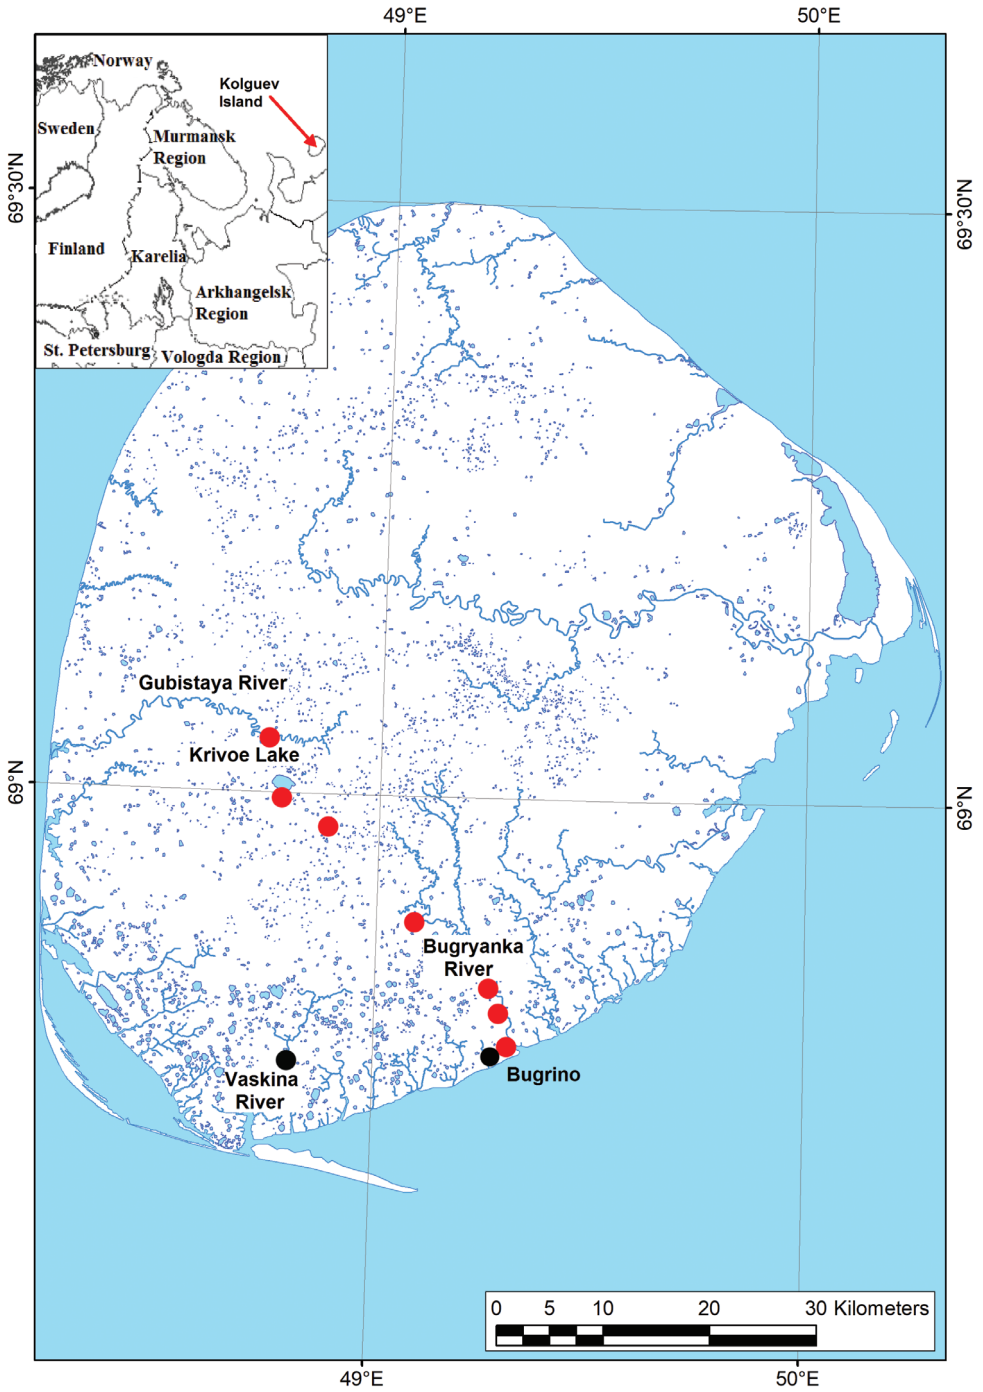 49°E
50°E
Norway
Kolguev
Island
Sweden
Murmansk
Region
69°30'N
69°30'N
Finland
Karelia
Arkhangelsk
Region
St. Petersburg
Vologda Region
Gubistaya River
Krivoe Lake
69°N
69°N
Bugryanka
River
Vaskina
River
Bugrino
0 5 10 20 30 Kilometers
49°E
50°E